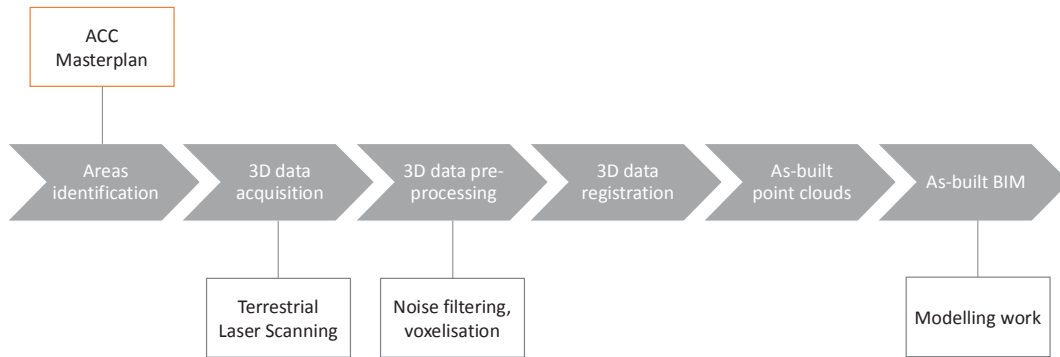 ACC
Masterplan
Areas
identification
3D data
acquisition
3D data pre-
processing
3D data
registration
As-built
point clouds
As-built BIM
Terrestrial
Laser Scanning
Noise filtering,
voxelisation
Modelling work